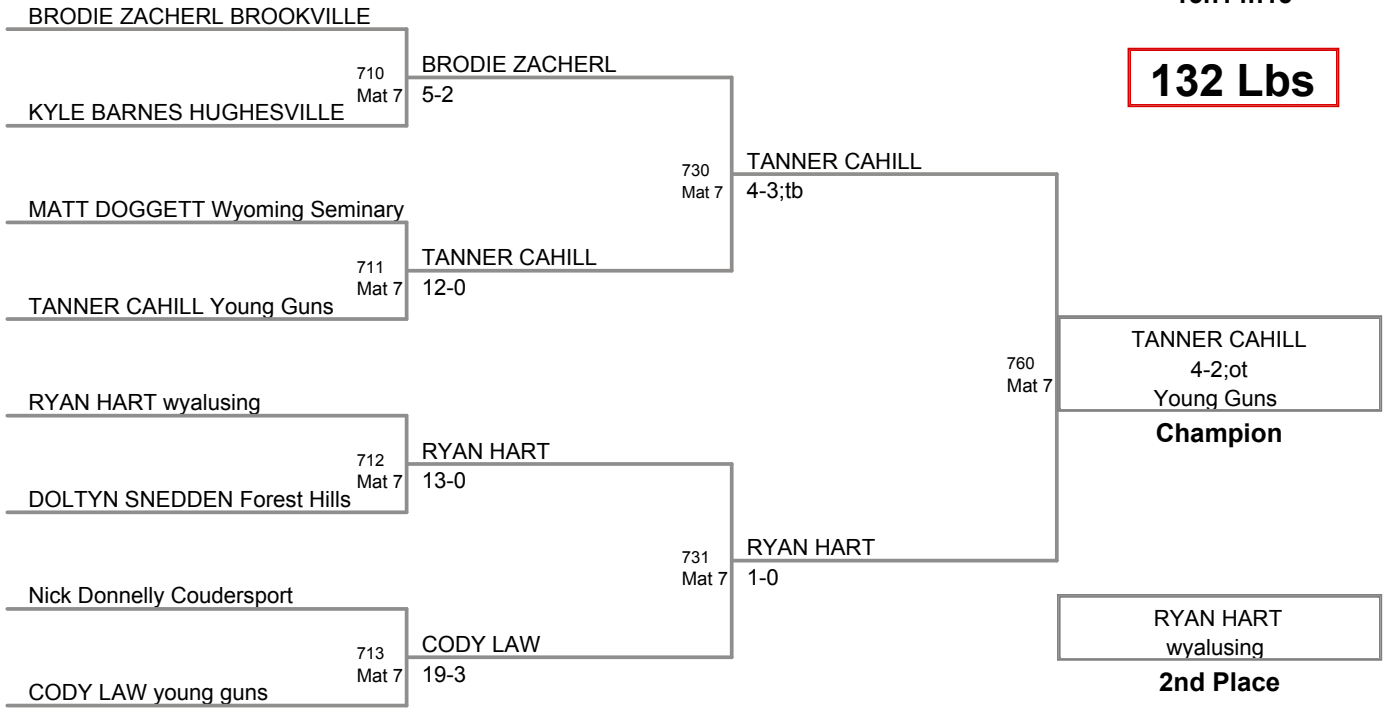 BRODIE ZACHERL BROOKVILLE
132 Lbs
710
Mat 7
BRODIE ZACHERL
5-2
KYLE BARNES HUGHESVILLE
730
Mat 7
TANNER CAHILL
4-3;tb
MATT DOGGETT Wyoming Seminary
711
Mat 7
TANNER CAHILL
12-0
TANNER CAHILL Young Guns
760
Mat 7
TANNER CAHILL
4-2;ot
Young Guns
Champion
RYAN HART wyalusing
712
Mat 7
RYAN HART
13-0
DOLTYN SNEDDEN Forest Hills
731
Mat 7
RYAN HART
1-0
Nick Donnelly Coudersport
RYAN HART
wyalusing
2nd Place
713
Mat 7
CODY LAW
19-3
CODY LAW young guns